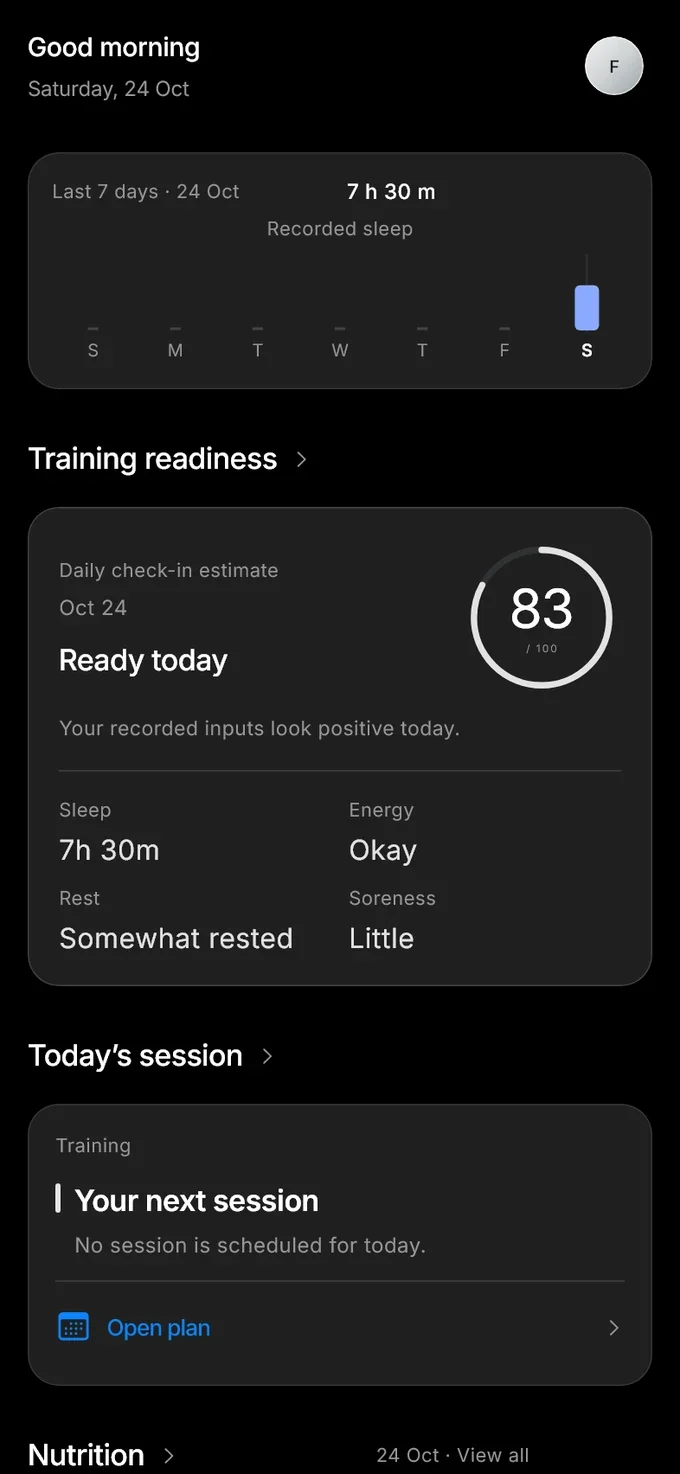 Good morning
Saturday, 24 Oct
F
Last 7 days · 24 Oct
7 h 30 m
Recorded sleep
S M T W T F S
Training readiness
Daily check-in estimate
Oct 24
Ready today
83
/ 100
Your recorded inputs look positive today.
Sleep
Energy
7h 30m
Okay
Rest
Soreness
Somewhat rested
Little
Today’s session
Training
Your next session
No session is scheduled for today.
Open plan
Nutrition
24 Oct · View all